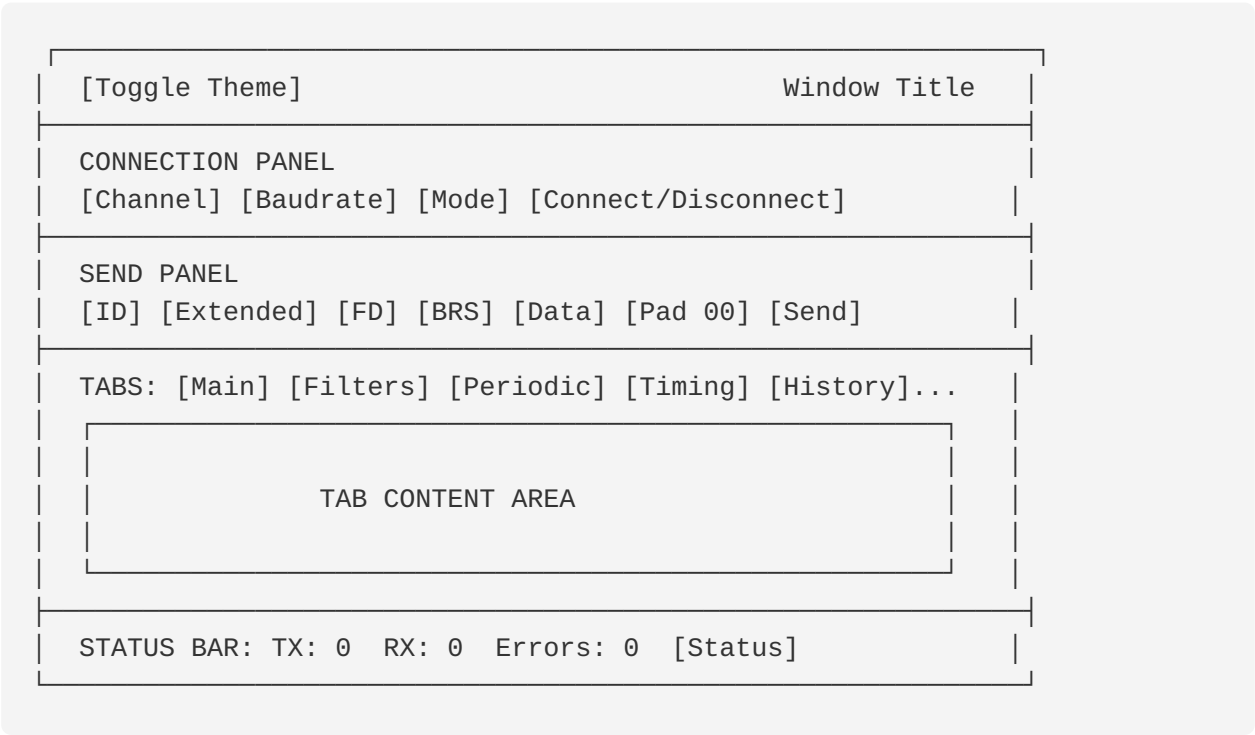 [Toggle Theme] Window Title
CONNECTION PANEL
[Channel] [Baudrate] [Mode] [Connect/Disconnect]
SEND PANEL
[ID] [Extended] [FD] [BRS] [Data] [Pad 00] [Send]
TABS: [Main] [Filters] [Periodic] [Timing] [History]...
TAB CONTENT AREA
STATUS BAR: TX: 0 RX: 0 Errors: 0 [Status]